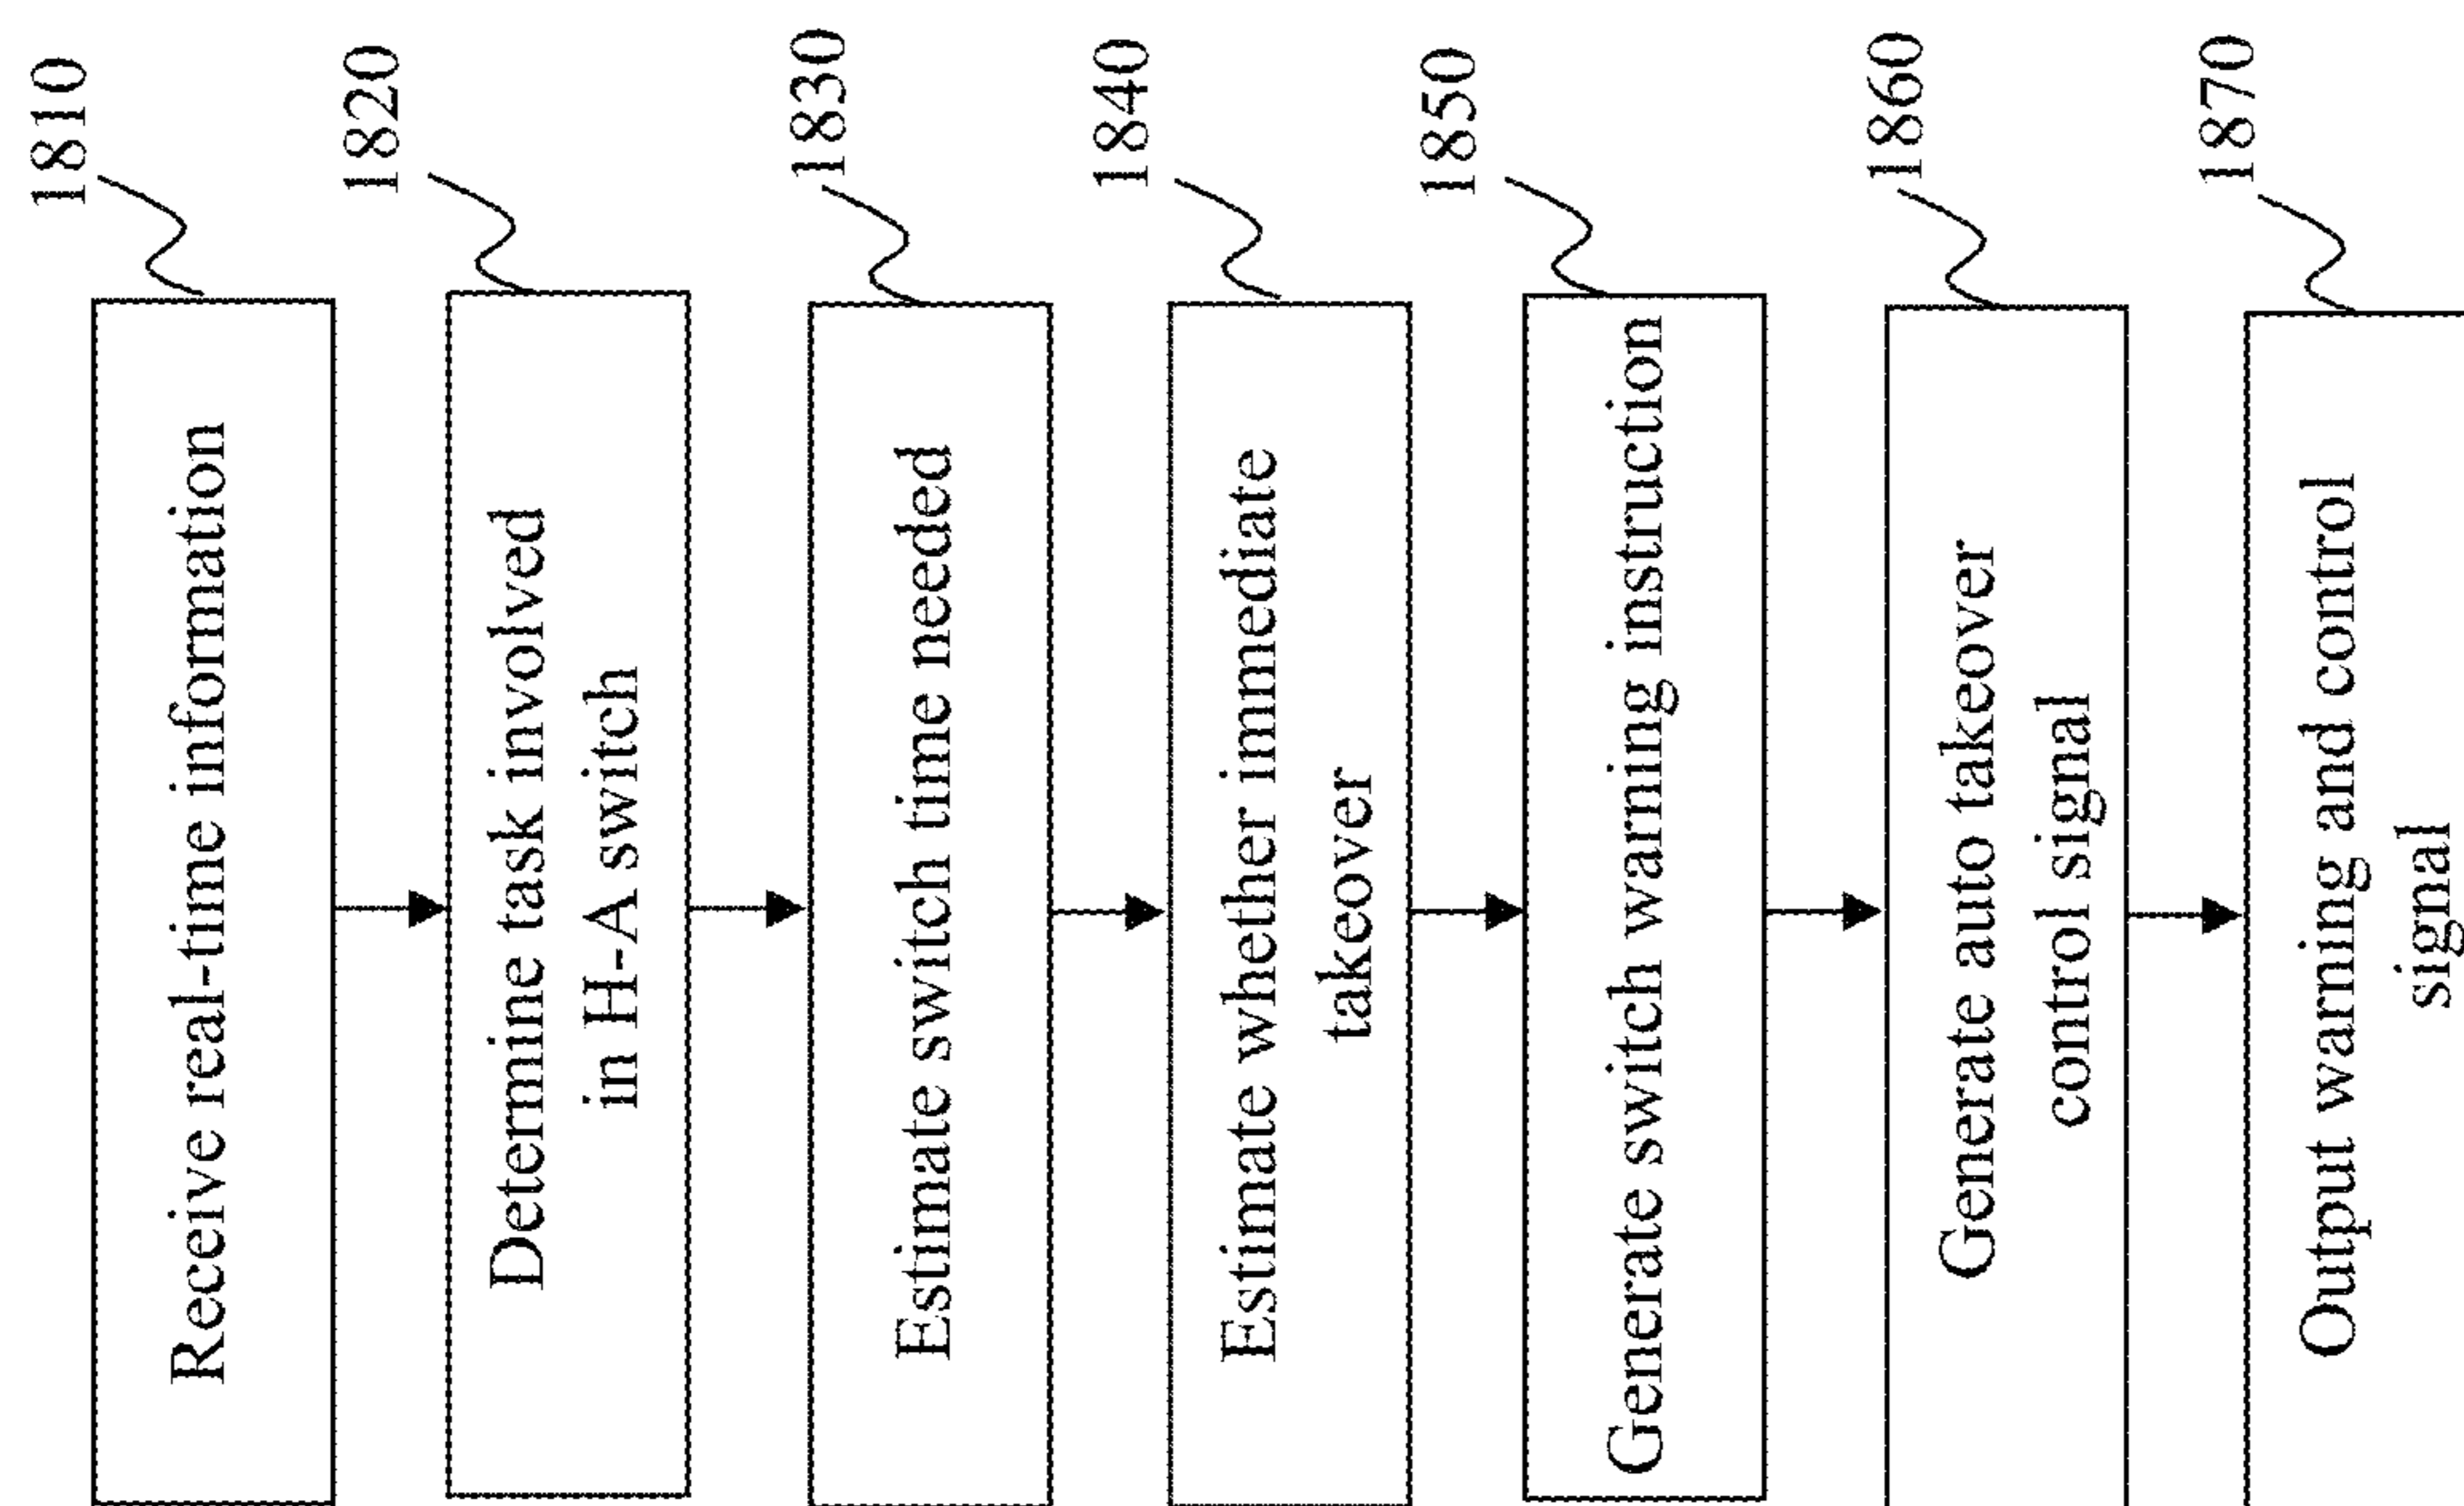 1810
Receive real-time information
1820
Determine task involved
in H-A switch
1830
Estimate switch time needed
1840
Estimate whether immediate
takeover
1850
Generate switch warning instruction
1860
Generate auto takeover
control signal
1870
Output warning and control
signal